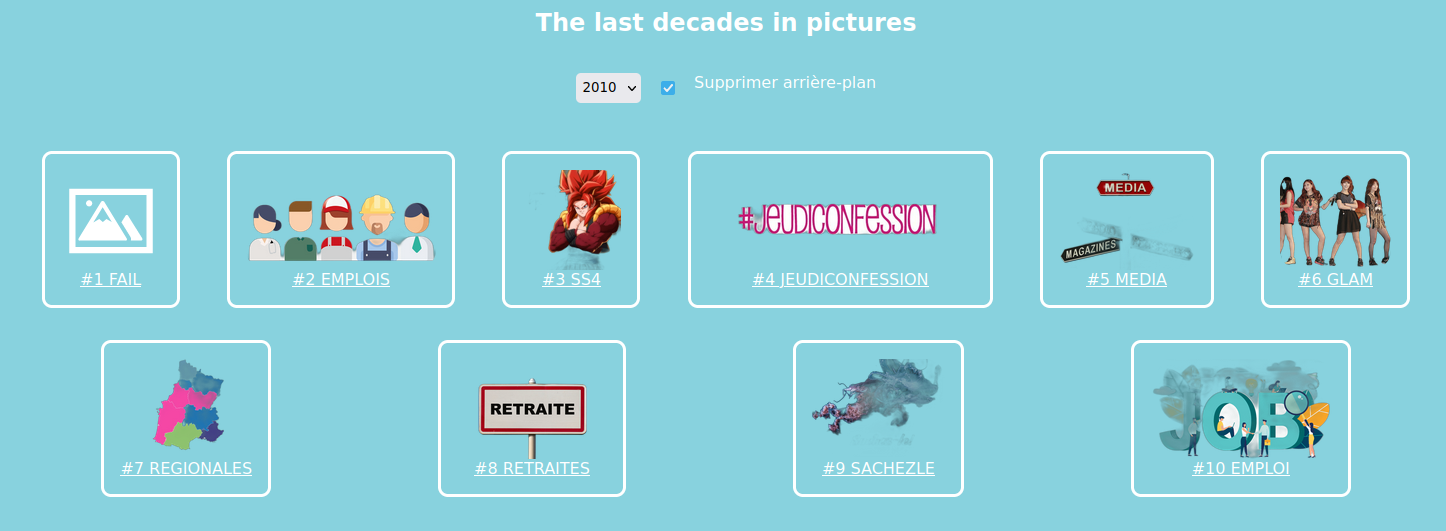 The last decades in pictures
2010
Supprimer arrière-plan
#1 FAIL
#2 EMPLOIS
#3 SS4
#JEUDICONFESSION
#4 JEUDICONFESSION
MEDIA
MAGAZINES
#5 MEDIA
#6 GLAM
#7 REGIONALES
RETRAITE
#8 RETRAITES
#9 SACHEZLE
JOB
#10 EMPLOI